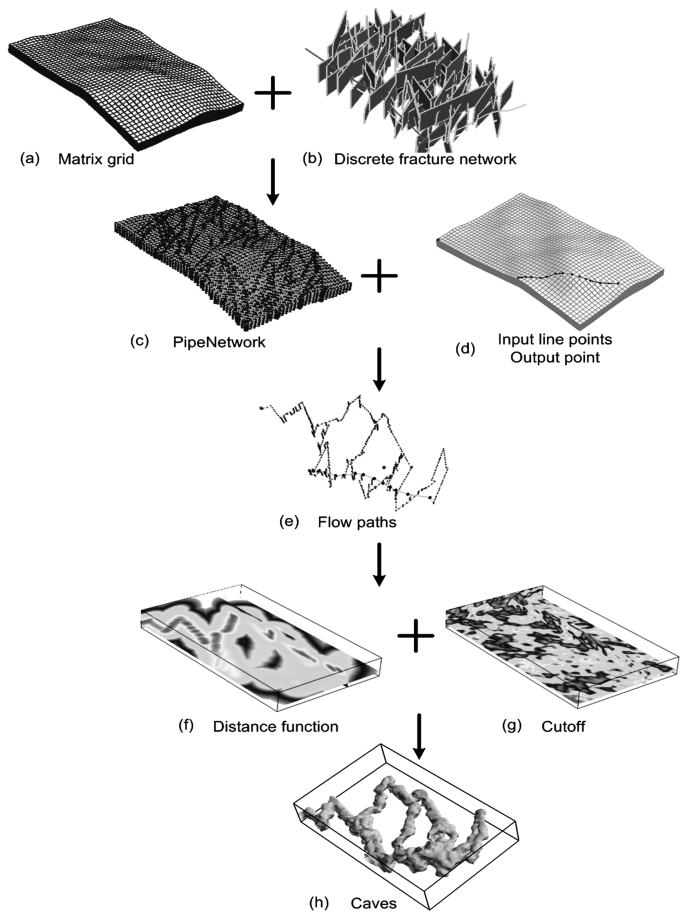 (a) Matrix grid
(b) Discrete fracture network
(c) PipeNetwork
(d) Input line points
Output point
(e) Flow paths
(f) Distance function
(g) Cutoff
(h) Caves